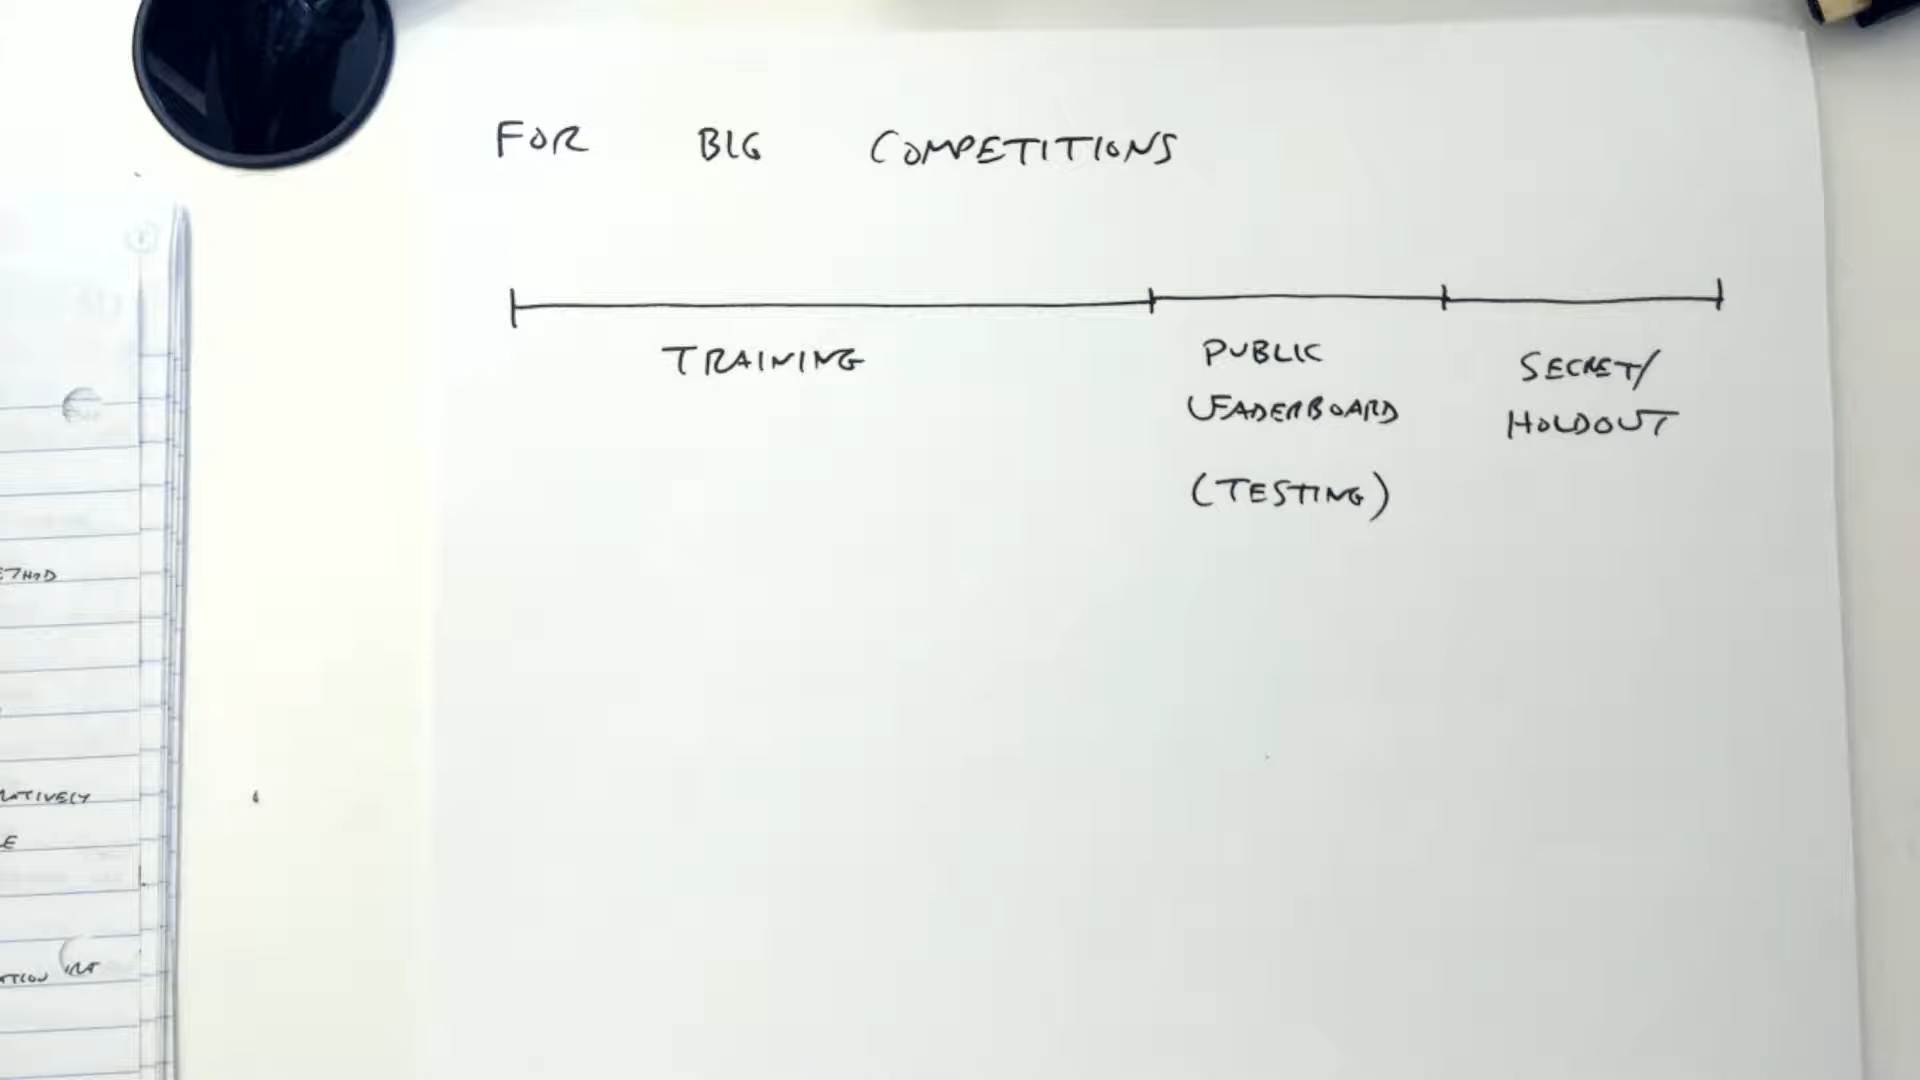 FOR BIG COMPETITIONS
TRAINING
PUBLIC
LEADERBOARD
(TESTING)
SECRET/
HOLDOUT